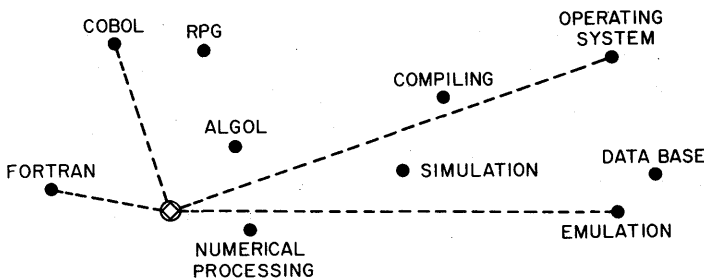 COBOL
RPG
OPERATING
SYSTEM
COMPILING
ALGOL
FORTRAN
SIMULATION
DATA BASE
EMULATION
NUMERICAL
PROCESSING